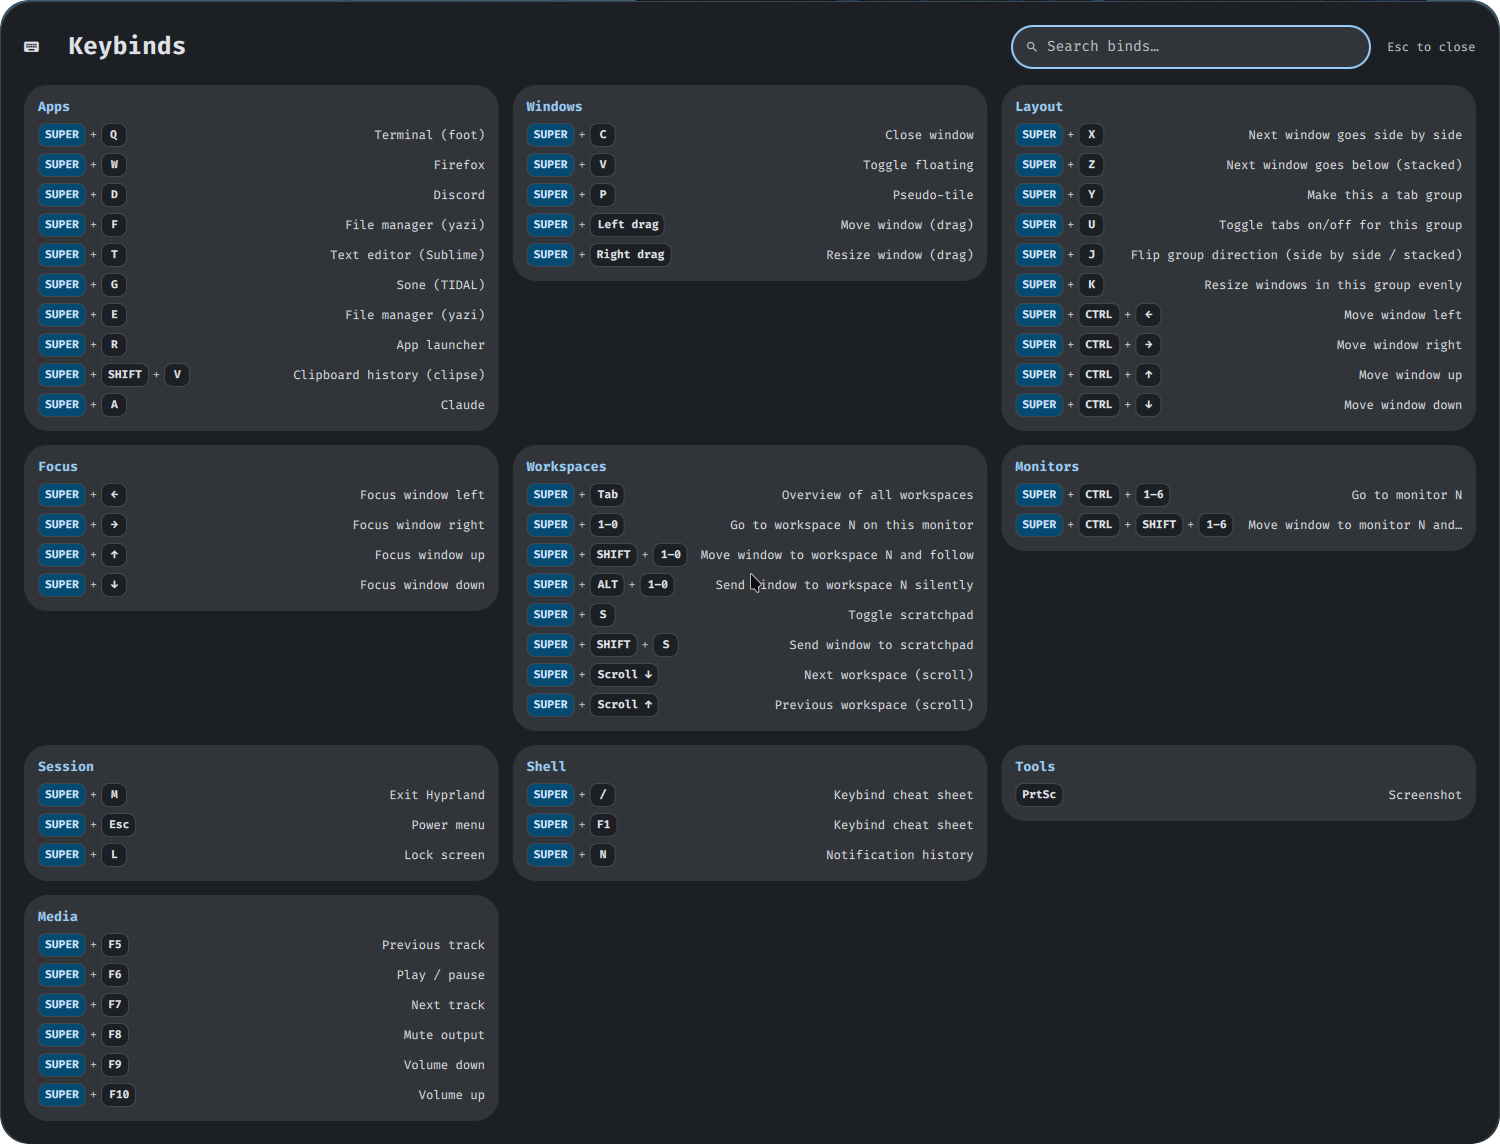 Keybinds
Search binds…
Esc to close
Apps
SUPER + Q Terminal (foot)
SUPER + W Firefox
SUPER + D Discord
SUPER + F File manager (yazi)
SUPER + T Text editor (Sublime)
SUPER + G Sone (TIDAL)
SUPER + E File manager (yazi)
SUPER + R App launcher
SUPER + SHIFT + V Clipboard history (clipse)
SUPER + A Claude
Windows
SUPER + C Close window
SUPER + V Toggle floating
SUPER + P Pseudo-tile
SUPER + Left drag Move window (drag)
SUPER + Right drag Resize window (drag)
Layout
SUPER + X Next window goes side by side
SUPER + Z Next window goes below (stacked)
SUPER + Y Make this a tab group
SUPER + U Toggle tabs on/off for this group
SUPER + J Flip group direction (side by side / stacked)
SUPER + K Resize windows in this group evenly
SUPER + CTRL + ← Move window left
SUPER + CTRL + → Move window right
SUPER + CTRL + ↑ Move window up
SUPER + CTRL + ↓ Move window down
Focus
SUPER + ← Focus window left
SUPER + → Focus window right
SUPER + ↑ Focus window up
SUPER + ↓ Focus window down
Workspaces
SUPER + Tab Overview of all workspaces
SUPER + 1–0 Go to workspace N on this monitor
SUPER + SHIFT + 1–0 Move window to workspace N and follow
SUPER + ALT + 1–0 Send window to workspace N silently
SUPER + S Toggle scratchpad
SUPER + SHIFT + S Send window to scratchpad
SUPER + Scroll ↓ Next workspace (scroll)
SUPER + Scroll ↑ Previous workspace (scroll)
Monitors
SUPER + CTRL + 1–6 Go to monitor N
SUPER + CTRL + SHIFT + 1–6 Move window to monitor N and…
Session
SUPER + M Exit Hyprland
SUPER + Esc Power menu
SUPER + L Lock screen
Shell
SUPER + / Keybind cheat sheet
SUPER + F1 Keybind cheat sheet
SUPER + N Notification history
Tools
PrtSc Screenshot
Media
SUPER + F5 Previous track
SUPER + F6 Play / pause
SUPER + F7 Next track
SUPER + F8 Mute output
SUPER + F9 Volume down
SUPER + F10 Volume up